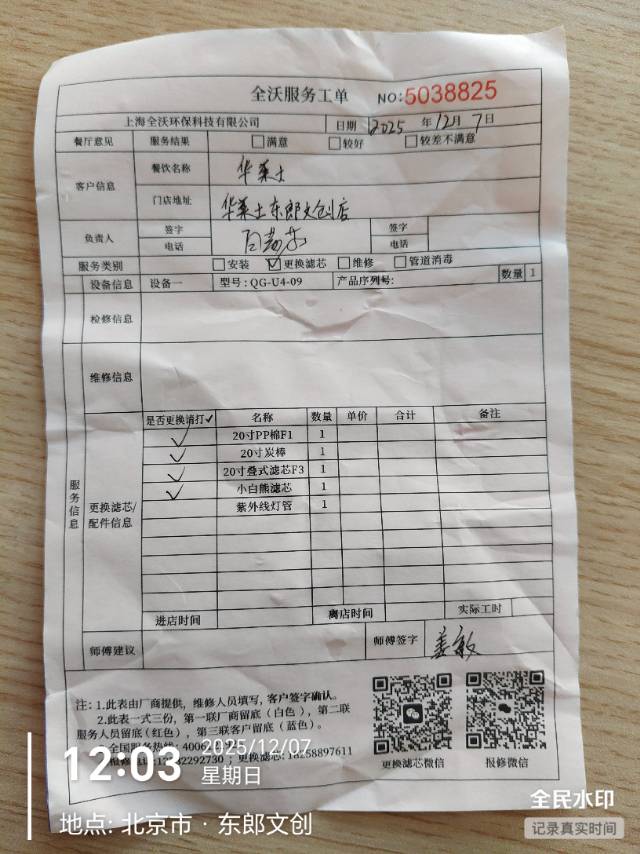 全沃服务工单 NO:5038825
上海全沃环保科技有限公司 日期 2025 年 12 月 7 日
餐厅意见 服务结果 满意 较好 较差不满意
客户信息 餐饮名称 华莱士
门店地址 华莱士东郎文创店
负责人 签字 签字
电话 电话
服务类别 安装 ✓更换滤芯 维修 管道消毒
服务信息
设备信息 设备一 型号: QG-U4-09 产品序列号: 数量 1
检修信息
维修信息
更换滤芯/配件信息
是否更换请打✓ 名称 数量 单价 合计 备注
✓ 20寸PP棉F1 1
✓ 20寸炭棒 1
✓ 20寸叠式滤芯F3 1
✓ 小白熊滤芯 1
紫外线灯管 1
进店时间 离店时间 实际工时
师傅建议 师傅签字 姜敏
注: 1.此表由厂商提供, 维修人员填写, 客户签字确认。
2.此表一式三份, 第一联厂商留底 (白色), 第二联
服务人员留底(红色), 第三联客户留底 (蓝色)。
全国服务热线: 40062
2292730 ; 更换滤芯: 18258897611
更换滤芯微信 报修微信
12:03 2025/12/07
星期日
地点: 北京市 · 东郎文创
全民水印
记录真实时间